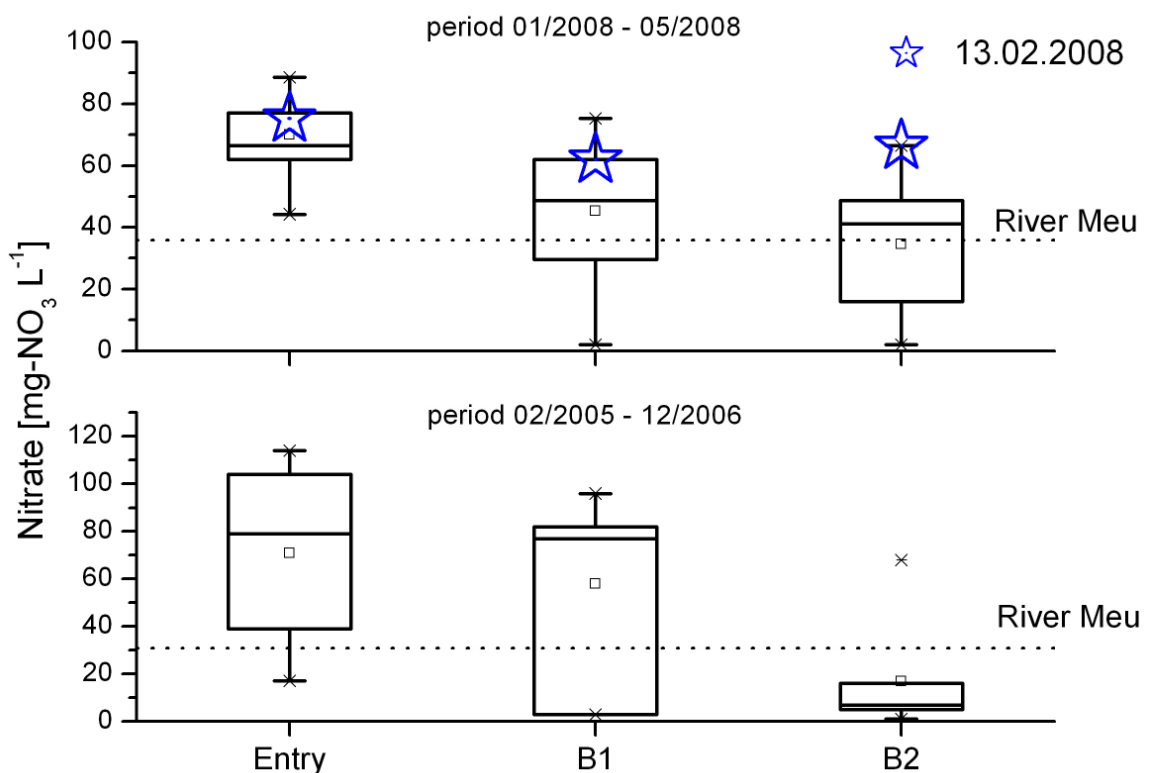 period 01/2008 - 05/2008
13.02.2008
100
80
60
40
20
0
River Meu
Nitrate [mg-NO₃ L⁻¹]
period 02/2005 - 12/2006
120
100
80
60
40
20
0
River Meu
Entry B1 B2